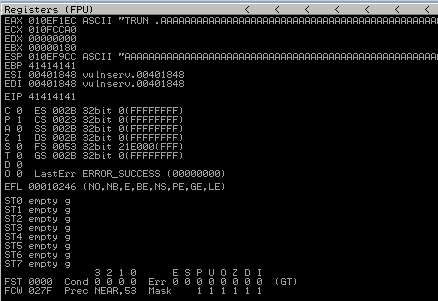 Registers (FPU) < < < < < <
EAX 010EF1EC ASCII "TRUN .AAAAAAAAAAAAAAAAAAAAAAAAAAAAAAAAAAAAAAAAAA
ECX 010FCCA0
EDX 00000000
EBX 00000180
ESP 010EF9CC ASCII "AAAAAAAAAAAAAAAAAAAAAAAAAAAAAAAAAAAAAAAAAAAAAAAA
EBP 41414141
ESI 00401848 vulnserv.00401848
EDI 00401848 vulnserv.00401848
EIP 41414141
C 0 ES 002B 32bit 0(FFFFFFFF)
P 1 CS 0023 32bit 0(FFFFFFFF)
A 0 SS 002B 32bit 0(FFFFFFFF)
Z 1 DS 002B 32bit 0(FFFFFFFF)
S 0 FS 0053 32bit 21E000(FFF)
T 0 GS 002B 32bit 0(FFFFFFFF)
D 0
O 0 LastErr ERROR_SUCCESS (00000000)
EFL 00010246 (NO,NB,E,BE,NS,PE,GE,LE)
ST0 empty g
ST1 empty g
ST2 empty g
ST3 empty g
ST4 empty g
ST5 empty g
ST6 empty g
ST7 empty g
3 2 1 0 E S P U O Z D I
FST 0000 Cond 0 0 0 0 Err 0 0 0 0 0 0 0 0 (GT)
FCW 027F Prec NEAR,53 Mask 1 1 1 1 1 1